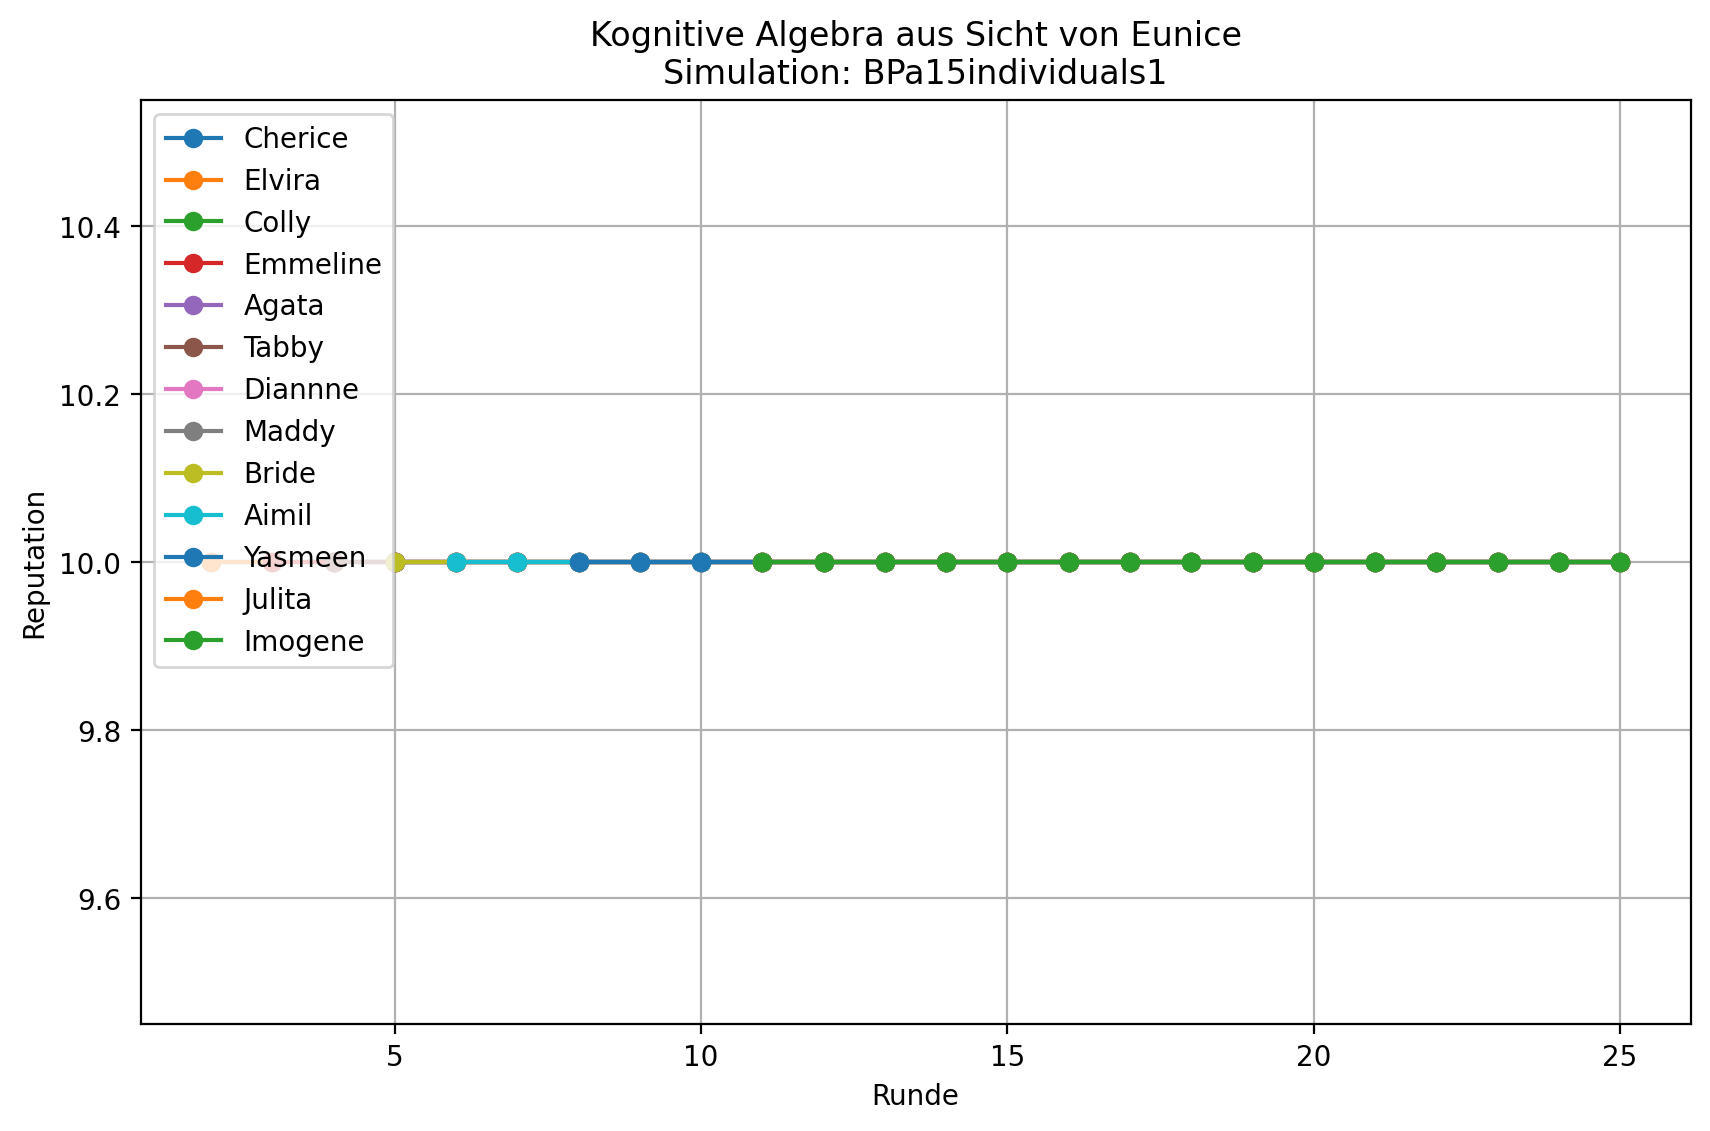 Kognitive Algebra aus Sicht von Eunice
Simulation: BPa15individuals1
Cherice
Elvira
Colly
Emmeline
Agata
Tabby
Diannne
Maddy
Bride
Aimil
Yasmeen
Julita
Imogene
Reputation
10.4
10.2
10.0
9.8
9.6
5
10
15
20
25
Runde